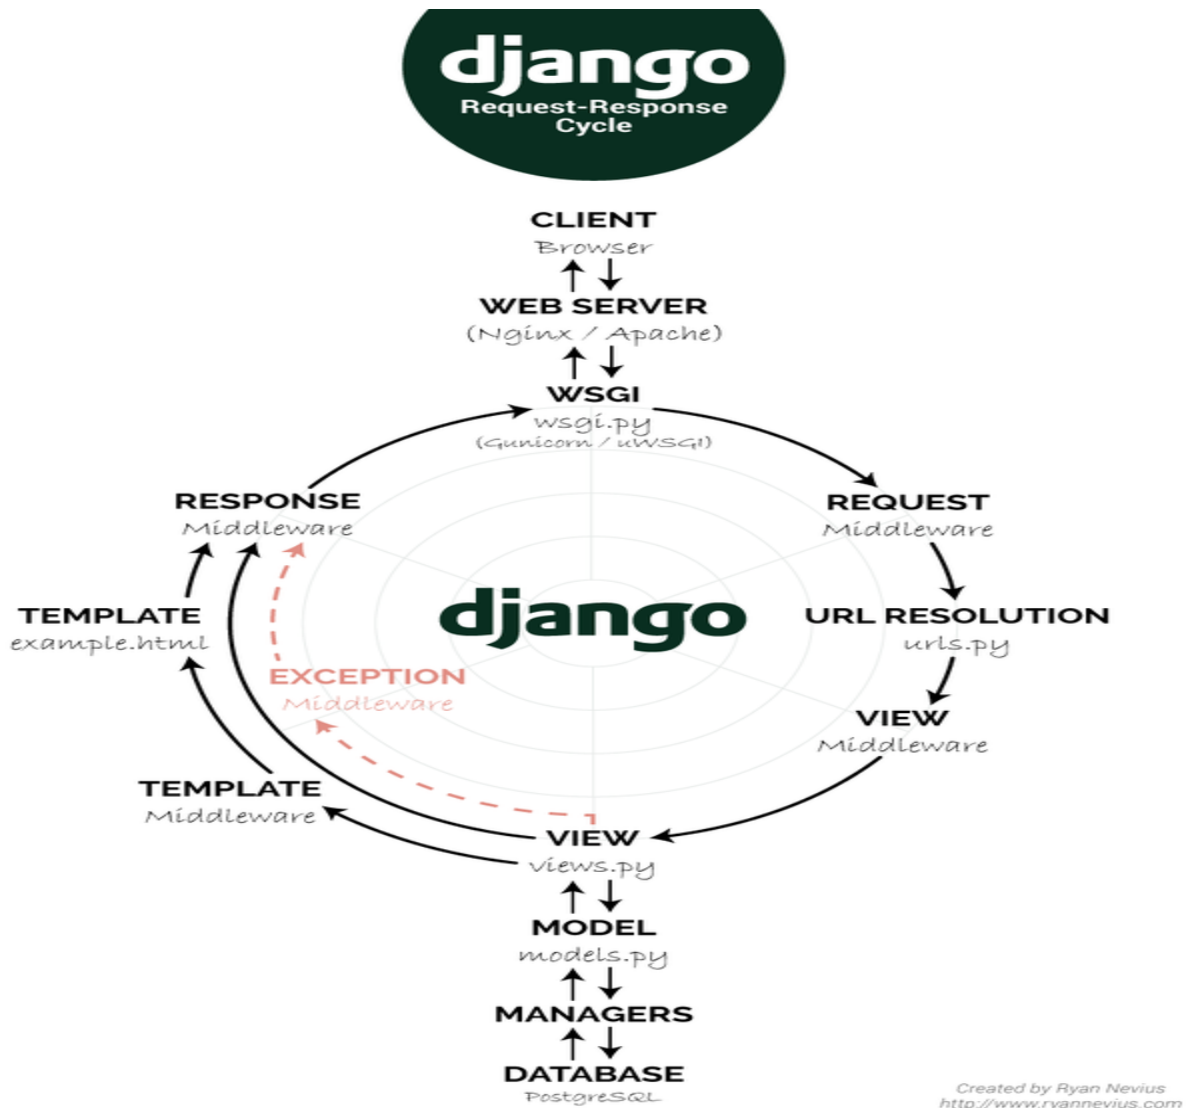 django
Request-Response
Cycle
CLIENT
Browser
WEB SERVER
(Nginx / Apache)
WSGI
wsgi.py
(Gunicorn / uWSGI)
RESPONSE
Middleware
REQUEST
Middleware
TEMPLATE
example.html
django
URL RESOLUTION
urls.py
EXCEPTION
Middleware
VIEW
Middleware
TEMPLATE
Middleware
VIEW
views.py
MODEL
models.py
MANAGERS
DATABASE
PostgreSQL
Created by Ryan Nevius
http://www.ryannevius.com